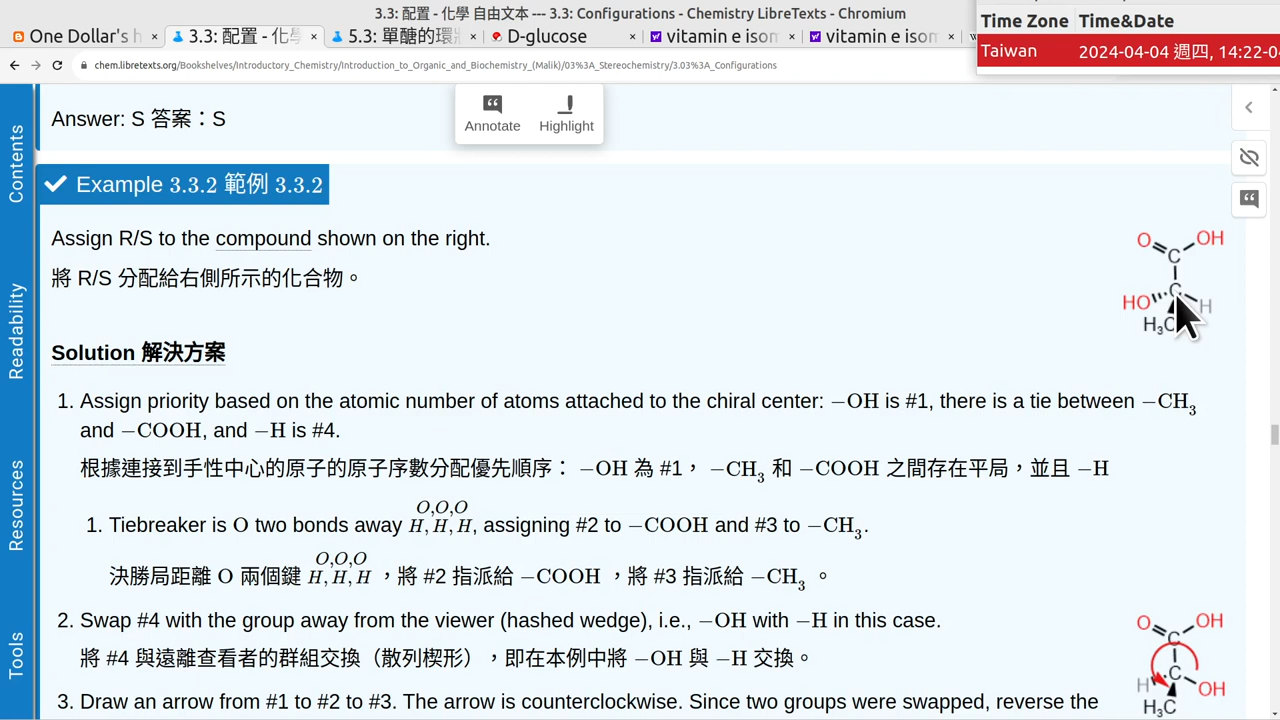 3.3: 配置 - 化學 自由文本 --- 3.3: Configurations - Chemistry LibreTexts - Chromium
Time Zone Time&Date
Taiwan 2024-04-04 週四, 14:22-04
One Dollar's h
3.3: 配置 - 化學
5.3: 單醣的環
D-glucose
vitamin e isom
vitamin e isom
chem.libretexts.org/Bookshelves/Introductory_Chemistry/Introduction_to_Organic_and_Biochemistry_(Malik)/03%3A_Stereochemistry/3.03%3A_Configurations
Contents
Readability
Resources
Tools
Annotate
Highlight
Answer: S 答案：S
Example 3.3.2 範例 3.3.2
Assign R/S to the compound shown on the right.
將 R/S 分配給右側所示的化合物。
O OH
C
HO C H
H₃C
Solution 解決方案
1. Assign priority based on the atomic number of atoms attached to the chiral center: −OH is #1, there is a tie between −CH₃
and −COOH, and −H is #4.
根據連接到手性中心的原子的原子序數分配優先順序： −OH 為 #1， −CH₃ 和 −COOH 之間存在平局，並且 −H
O,O,O
1. Tiebreaker is O two bonds away H,H,H, assigning #2 to −COOH and #3 to −CH₃.
O,O,O
決勝局距離 O 兩個鍵 H,H,H ，將 #2 指派給 −COOH ，將 #3 指派給 −CH₃ 。
2. Swap #4 with the group away from the viewer (hashed wedge), i.e., −OH with −H in this case.
將 #4 與遠離查看者的群組交換（散列楔形），即在本例中將 −OH 與 −H 交換。
O OH
C
H C OH
H₃C
3. Draw an arrow from #1 to #2 to #3. The arrow is counterclockwise. Since two groups were swapped, reverse the